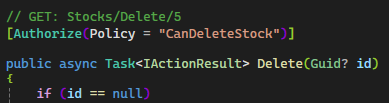 // GET: Stocks/Delete/5
[Authorize(Policy = "CanDeleteStock")]
public async Task<IActionResult> Delete(Guid? id)
{
if (id == null)